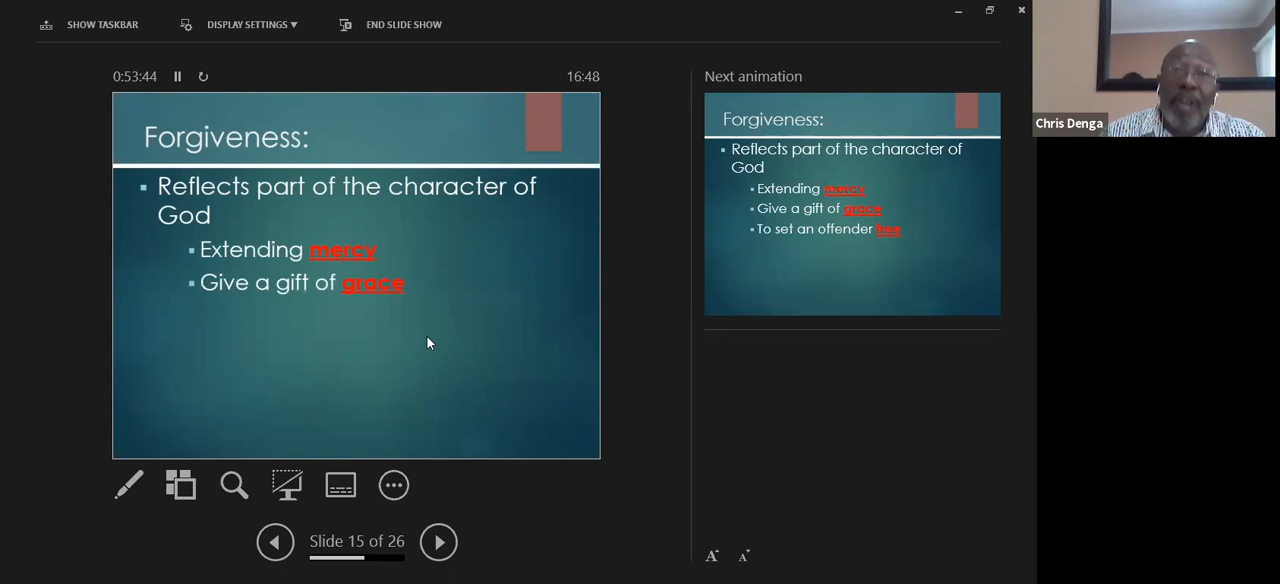 SHOW TASKBAR
DISPLAY SETTINGS ▼
END SLIDE SHOW
0:53:44
16:48
Forgiveness:
▪ Reflects part of the character of
God
▪ Extending mercy
▪ Give a gift of grace
Slide 15 of 26
Next animation
Forgiveness:
▪ Reflects part of the character of
God
▪ Extending mercy
▪ Give a gift of grace
▪ To set an offender free
A A
Chris Denga